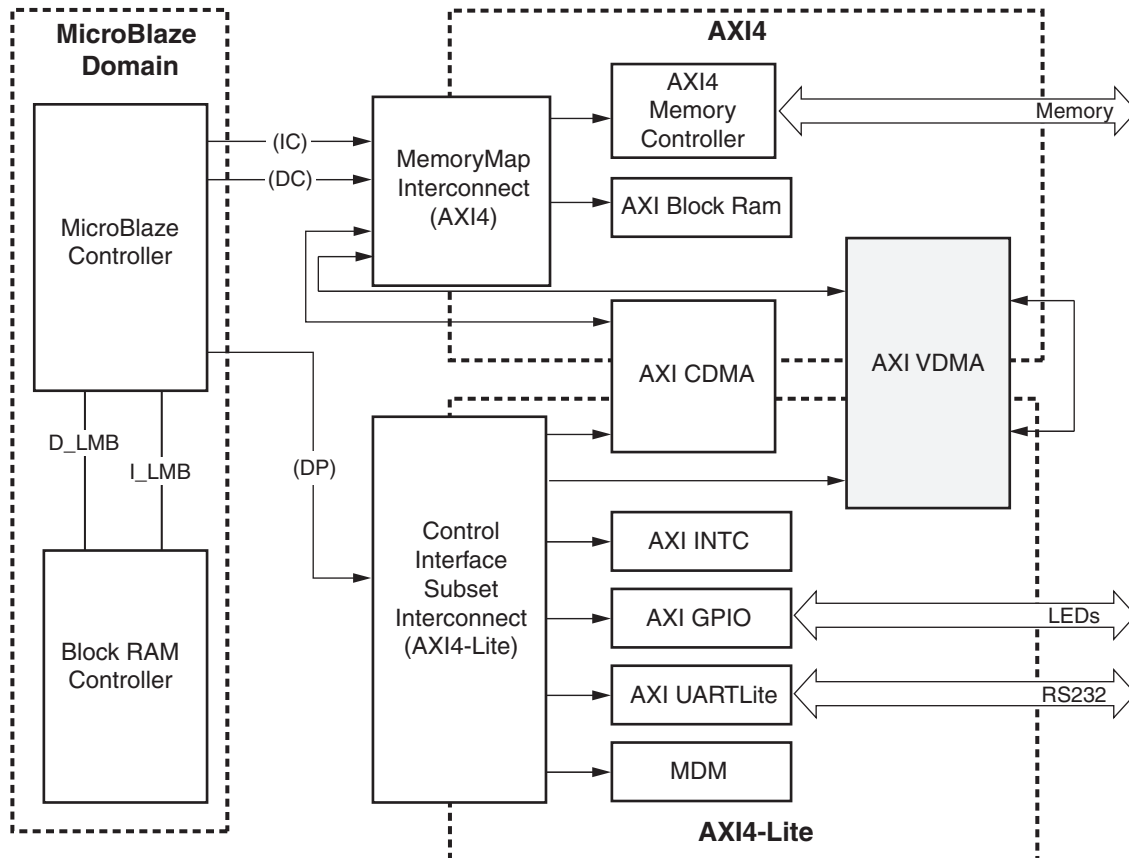 MicroBlaze
Domain
AXI4
MicroBlaze
Controller
(IC)
(DC)
MemoryMap
Interconnect
(AXI4)
AXI4
Memory
Controller
Memory
AXI Block Ram
AXI CDMA
AXI VDMA
D_LMB
I_LMB
(DP)
Block RAM
Controller
Control
Interface
Subset
Interconnect
(AXI4-Lite)
AXI INTC
AXI GPIO
LEDs
AXI UARTLite
RS232
MDM
AXI4-Lite